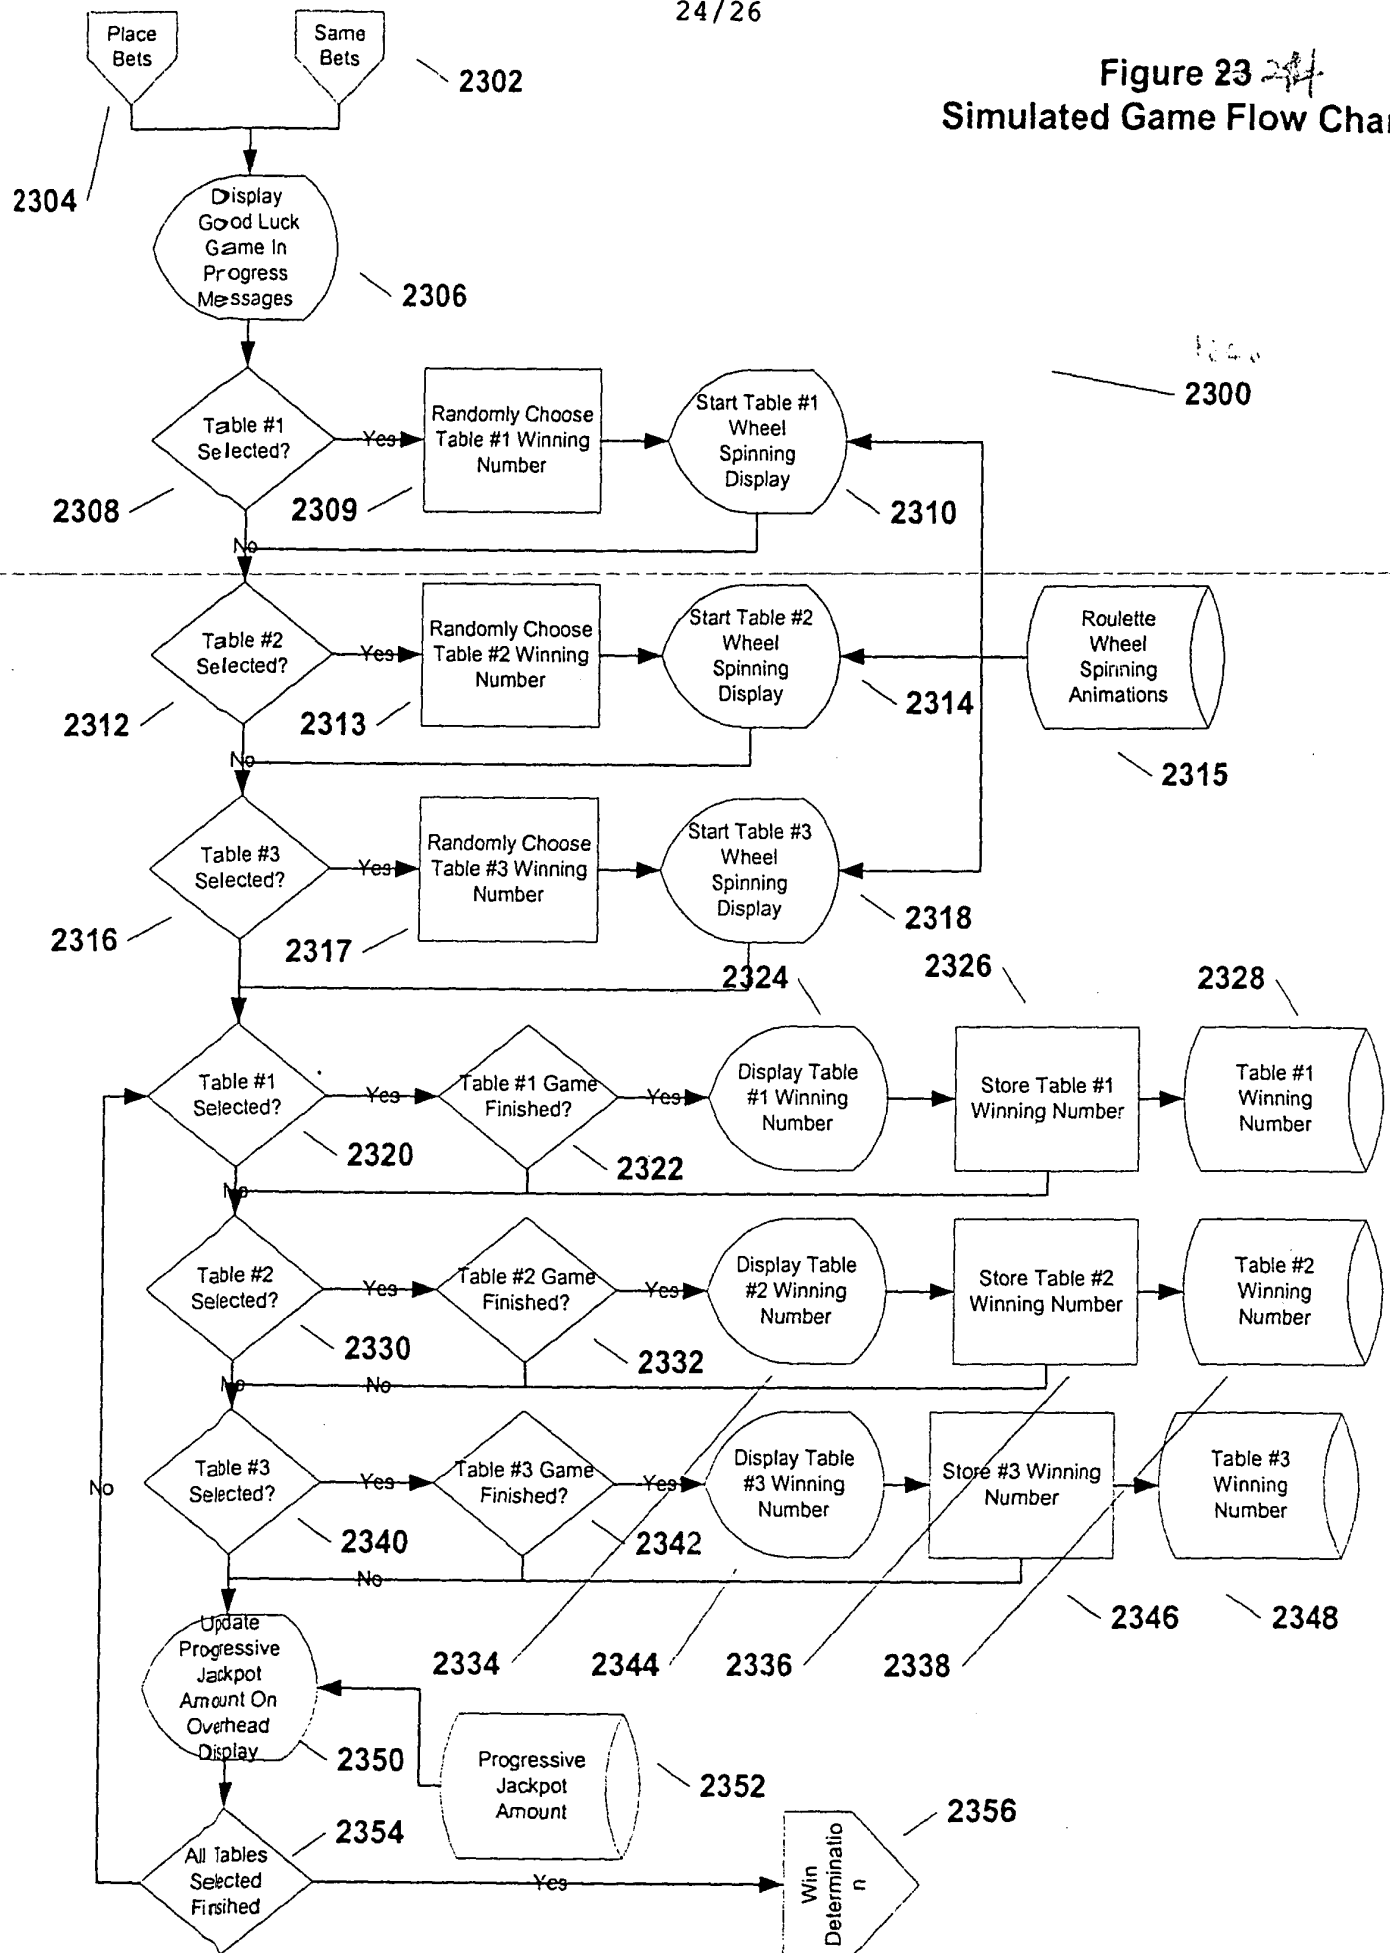 24/26
Place
Bets
Same
Bets
2302
Figure 23 24
Simulated Game Flow Char
2304
Display
Good Luck
Game In
Progress
Messages
2306
2300
Table #1
Selected?
Yes
Randomly Choose
Table #1 Winning
Number
Start Table #1
Wheel
Spinning
Display
2308
2309
2310
No
Table #2
Selected?
Yes
Randomly Choose
Table #2 Winning
Number
Start Table #2
Wheel
Spinning
Display
Roulette
Wheel
Spinning
Animations
2312
2313
2314
2315
No
Table #3
Selected?
Yes
Randomly Choose
Table #3 Winning
Number
Start Table #3
Wheel
Spinning
Display
2316
2317
2318
2324
2326
2328
Table #1
Selected?
Yes
Table #1 Game
Finished?
Yes
Display Table
#1 Winning
Number
Store Table #1
Winning Number
Table #1
Winning
Number
2320
2322
No
Table #2
Selected?
Yes
Table #2 Game
Finished?
Yes
Display Table
#2 Winning
Number
Store Table #2
Winning Number
Table #2
Winning
Number
2330
2332
No
No
Table #3
Selected?
Yes
Table #3 Game
Finished?
Yes
Display Table
#3 Winning
Number
Store #3 Winning
Number
Table #3
Winning
Number
No
2340
2342
No
2346
2348
2334
2344
2336
2338
Update
Progressive
Jackpot
Amount On
Overhead
Display
2350
Progressive
Jackpot
Amount
2352
2354
2356
All Tables
Selected
Finsihed
Yes
Win
Determinatio
n